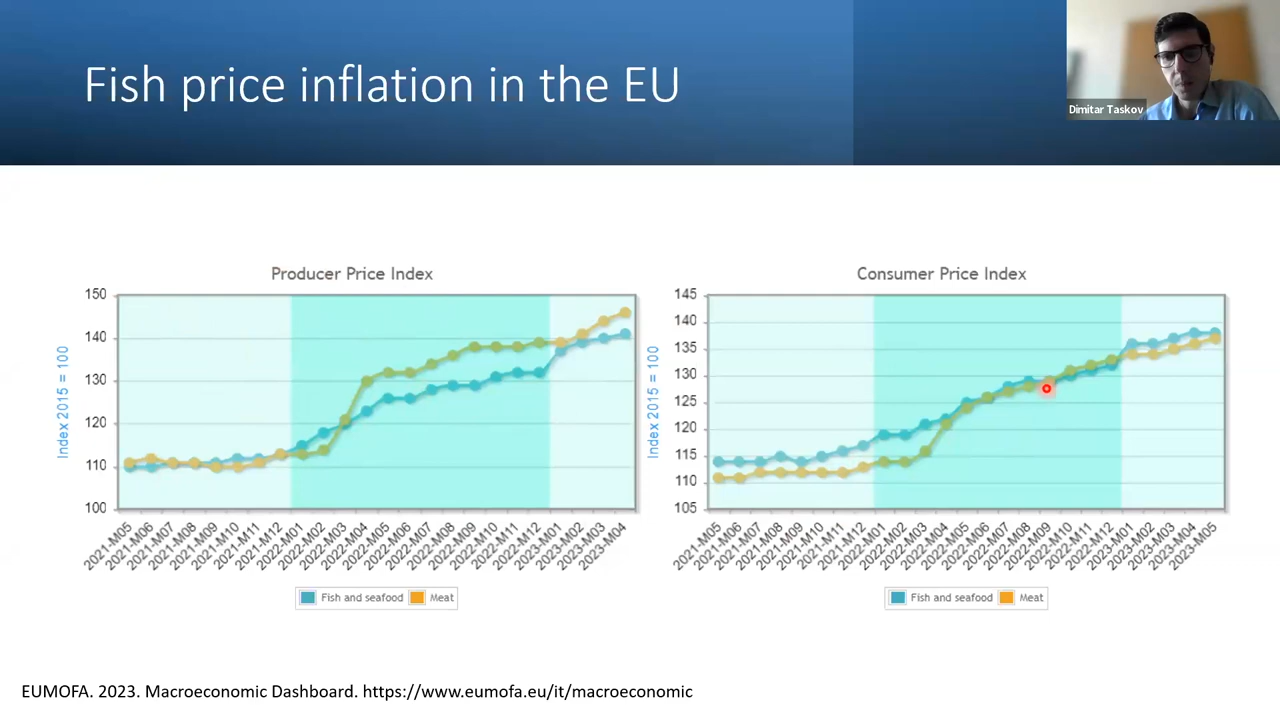 Fish price inflation in the EU
Dimitar Taskov
Producer Price Index
150
140
130
120
110
100
Index 2015 = 100
2021-M05
2021-M06
2021-M07
2021-M08
2021-M09
2021-M10
2021-M11
2021-M12
2022-M01
2022-M02
2022-M03
2022-M04
2022-M05
2022-M06
2022-M07
2022-M08
2022-M09
2022-M10
2022-M11
2022-M12
2023-M01
2023-M02
2023-M03
2023-M04
Fish and seafood Meat
Consumer Price Index
145
140
135
130
125
120
115
110
105
Index 2015 = 100
2021-M05
2021-M06
2021-M07
2021-M08
2021-M09
2021-M10
2021-M11
2021-M12
2022-M01
2022-M02
2022-M03
2022-M04
2022-M05
2022-M06
2022-M07
2022-M08
2022-M09
2022-M10
2022-M11
2022-M12
2023-M01
2023-M02
2023-M03
2023-M04
2023-M05
Fish and seafood Meat
EUMOFA. 2023. Macroeconomic Dashboard. https://www.eumofa.eu/it/macroeconomic